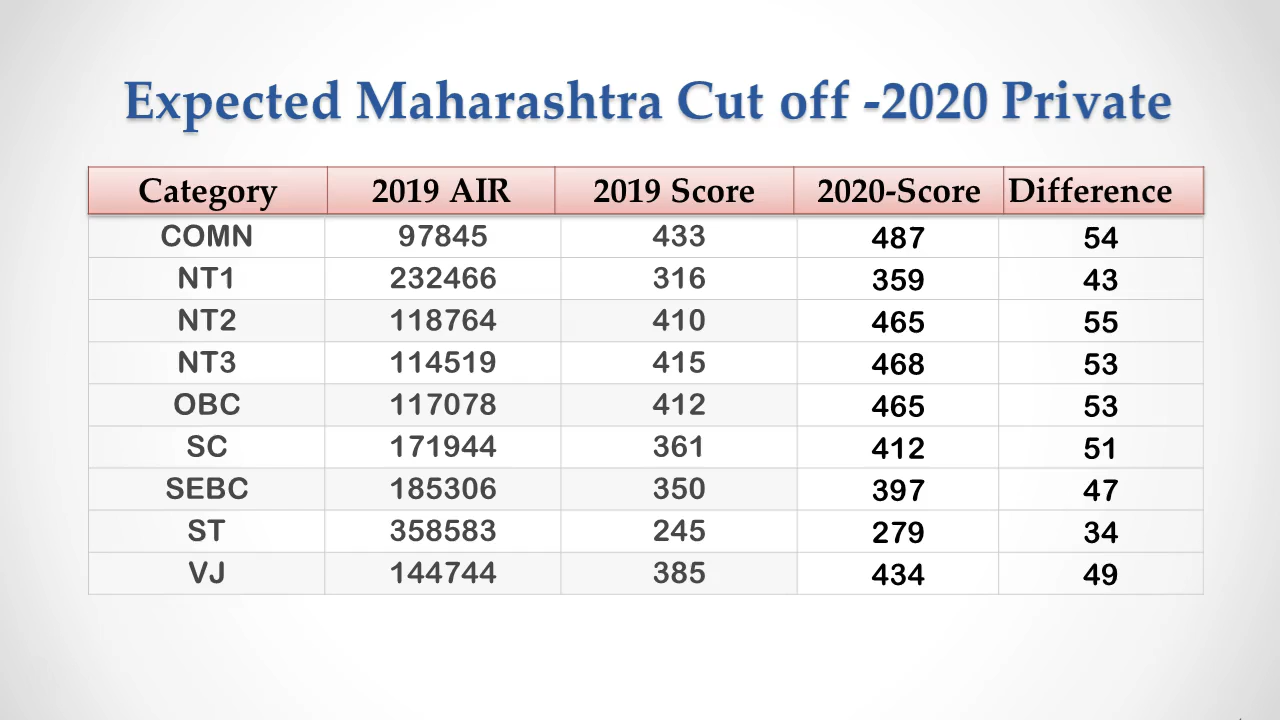 Expected Maharashtra Cut off -2020 Private
Category 2019 AIR 2019 Score 2020-Score Difference
COMN 97845 433 487 54
NT1 232466 316 359 43
NT2 118764 410 465 55
NT3 114519 415 468 53
OBC 117078 412 465 53
SC 171944 361 412 51
SEBC 185306 350 397 47
ST 358583 245 279 34
VJ 144744 385 434 49